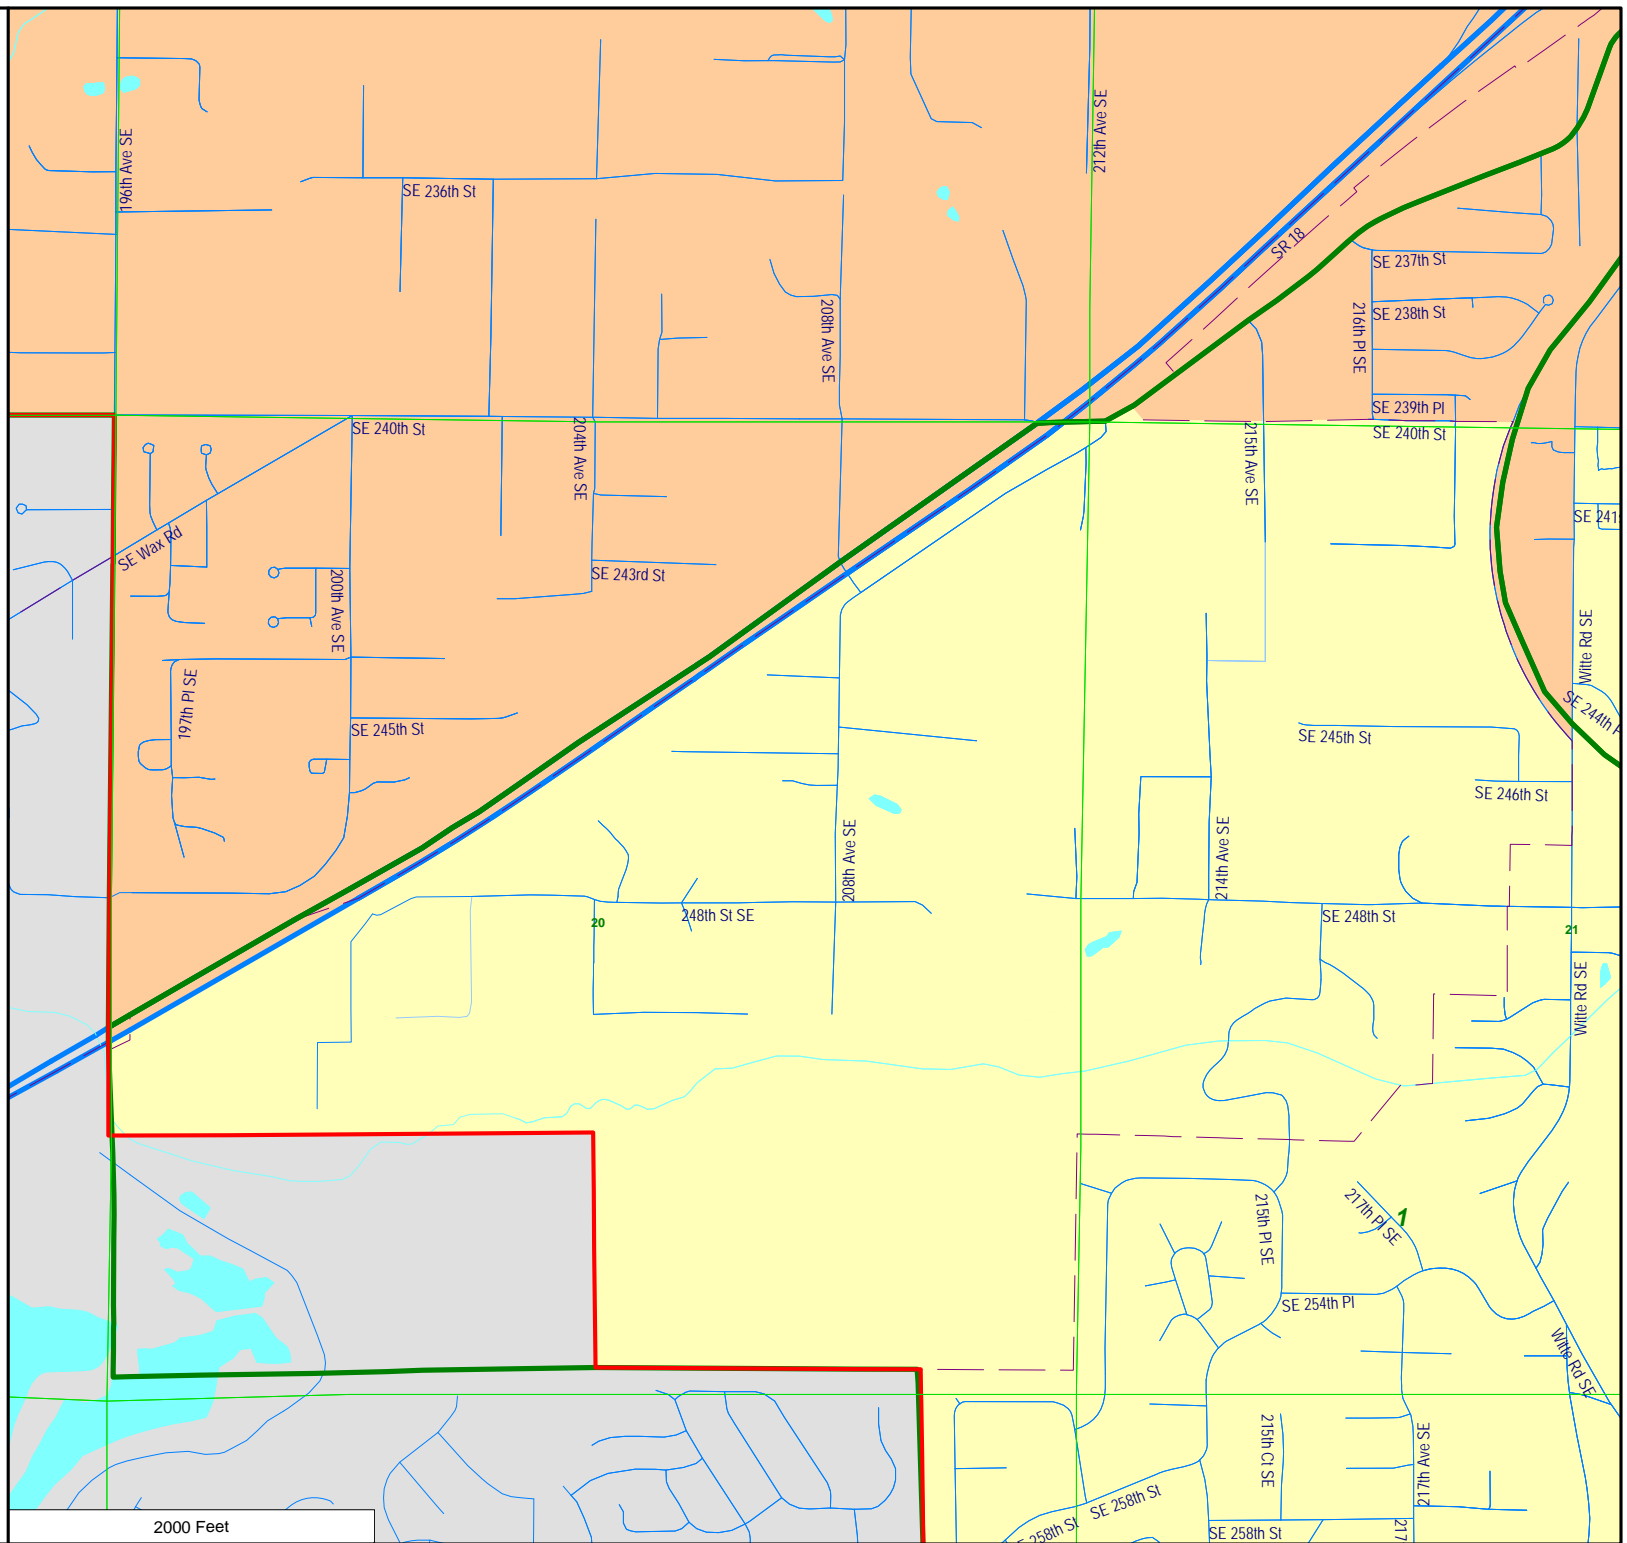 196th Ave SE
212th Ave SE
SE 236th St
SR 18
SE 237th St
208th Ave SE
216th Pl SE
SE 238th St
SE 239th Pl
SE 240th St
SE 240th St
204th Ave SE
215th Ave SE
SE 241
SE Wax Rd
SE 243rd St
200th Ave SE
Witte Rd SE
197th Pl SE
SE 244th P
SE 245th St
SE 245th St
SE 246th St
208th Ave SE
214th Ave SE
248th St SE
SE 248th St
20
21
Witte Rd SE
215th Pl SE
217th Pl SE
1
SE 254th Pl
Witte Rd SE
215th Ct SE
217th Ave SE
SE 258th St
258th St
SE 258th St
217
2000 Feet